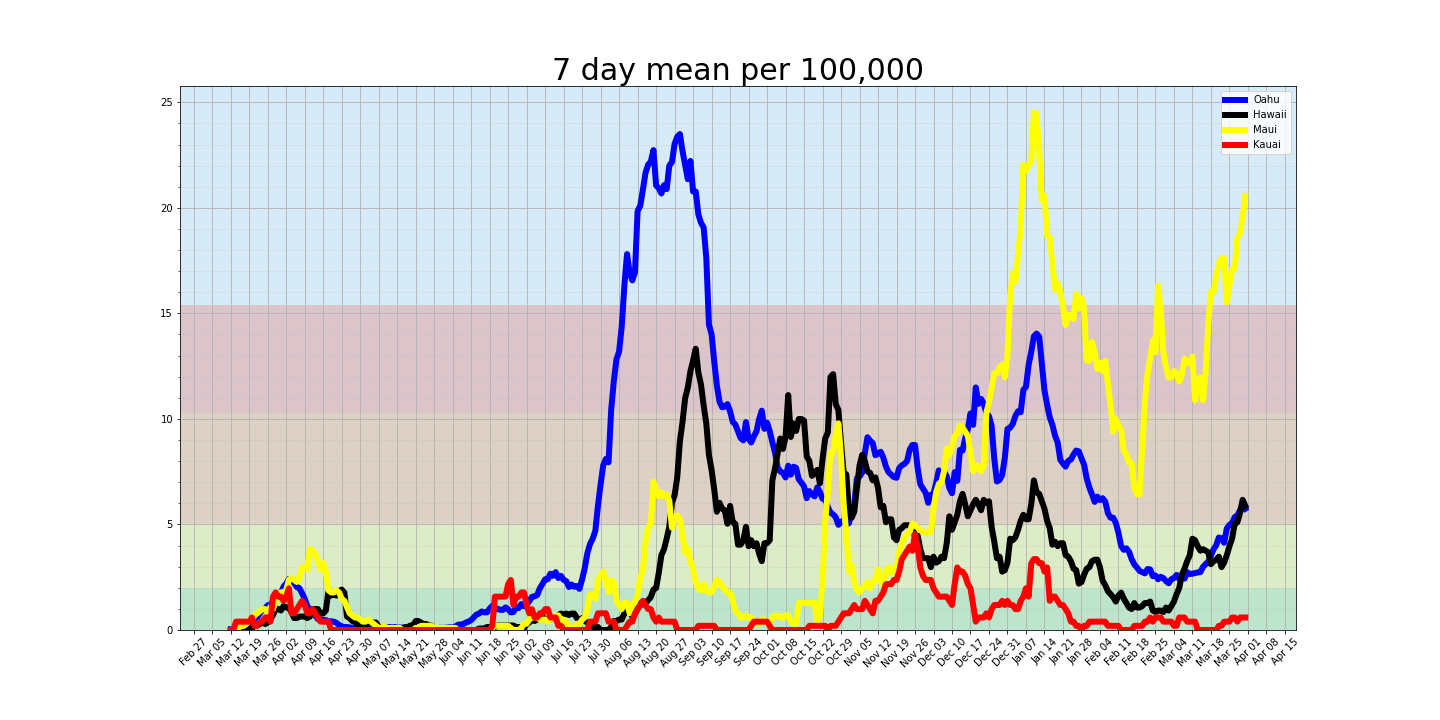 7 day mean per 100,000
25
20
15
10
5
0
Oahu
Hawaii
Maui
Kauai
Feb 27
Mar 05
Mar 12
Mar 19
Mar 26
Apr 02
Apr 09
Apr 16
Apr 23
Apr 30
May 07
May 14
May 21
May 28
Jun 04
Jun 11
Jun 18
Jun 25
Jul 02
Jul 09
Jul 16
Jul 23
Jul 30
Aug 06
Aug 13
Aug 20
Aug 27
Sep 03
Sep 10
Sep 17
Sep 24
Oct 01
Oct 08
Oct 15
Oct 22
Oct 29
Nov 05
Nov 12
Nov 19
Nov 26
Dec 03
Dec 10
Dec 17
Dec 24
Dec 31
Jan 07
Jan 14
Jan 21
Jan 28
Feb 04
Feb 11
Feb 18
Feb 25
Mar 04
Mar 11
Mar 18
Mar 25
Apr 01
Apr 08
Apr 15